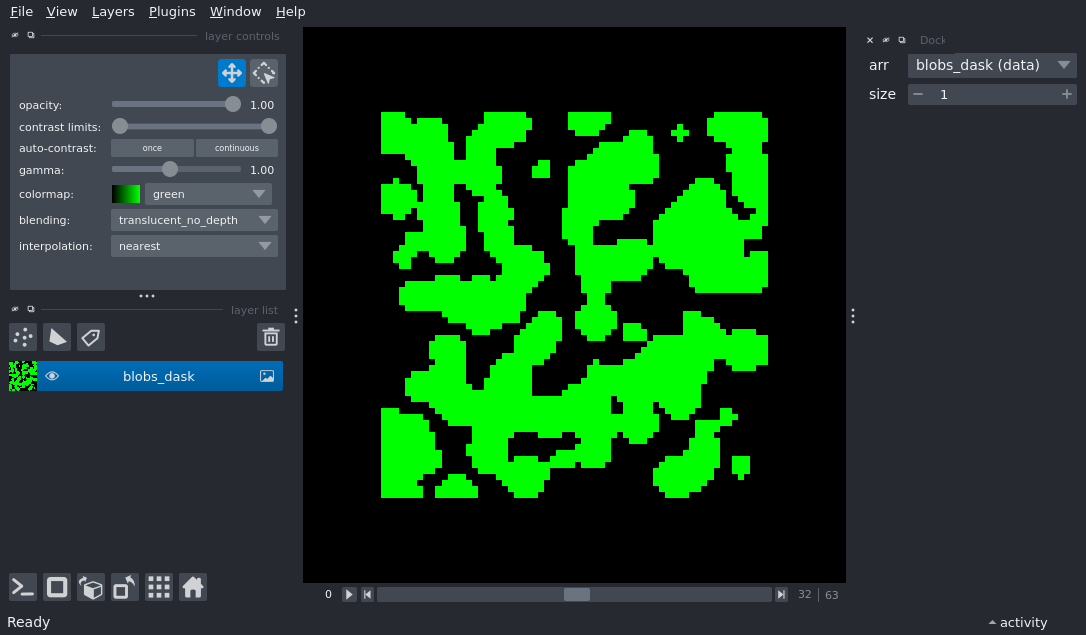 File View Layers Plugins Window Help
layer controls
opacity: 1.00
contrast limits:
auto-contrast: once continuous
gamma: 1.00
colormap: green
blending: translucent_no_depth
interpolation: nearest
layer list
blobs_dask
Dock
arr blobs_dask (data)
size 1
0 32 63
Ready
activity